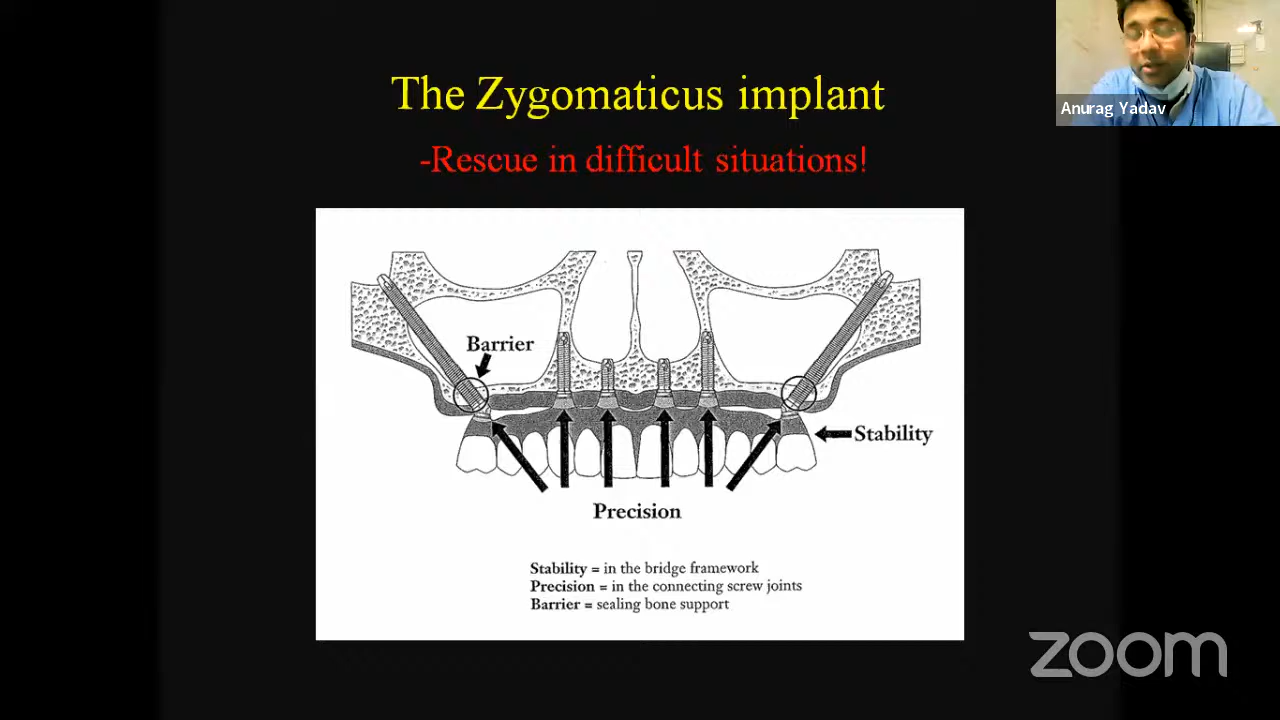 The Zygomaticus implant
-Rescue in difficult situations!
Anurag Yadav
Barrier
Stability
Precision
Stability = in the bridge framework
Precision = in the connecting screw joints
Barrier = sealing bone support
zoom